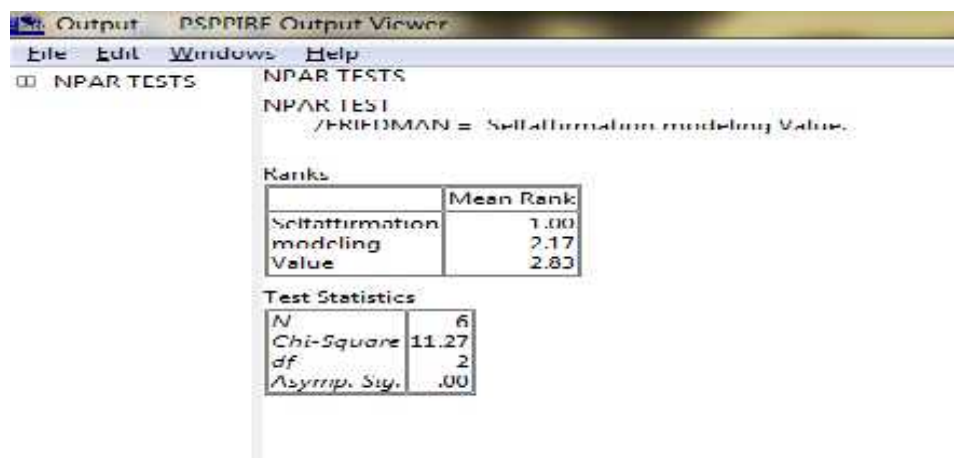 Output PSPPIRE Output Viewer
File Edit Windows Help
NPAR TESTS
NPAR TESTS
NPAR TEST
/FRIEDMAN = Selfaffirmation modeling Value.
Ranks
Mean Rank
Selfaffirmation 1.00
modeling 2.17
Value 2.83
Test Statistics
N 6
Chi-Square 11.27
df 2
Asymp. Sig. .00